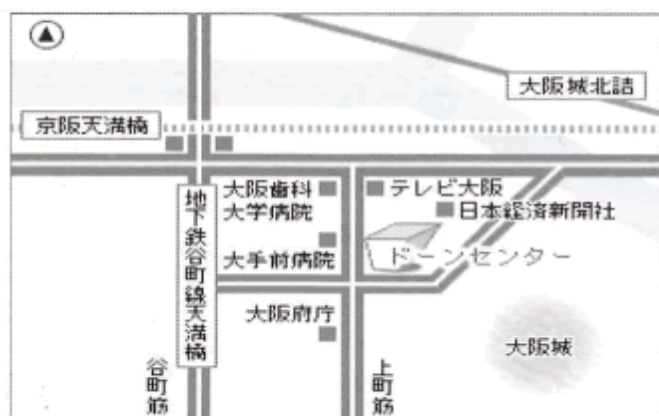 大阪城北詰
京阪天満橋
地下鉄谷町線天満橋
大阪歯科
大学病院
テレビ大阪
日本経済新聞社
大手前病院
ドーンセンター
大阪府庁
大阪城
谷町筋
上町筋